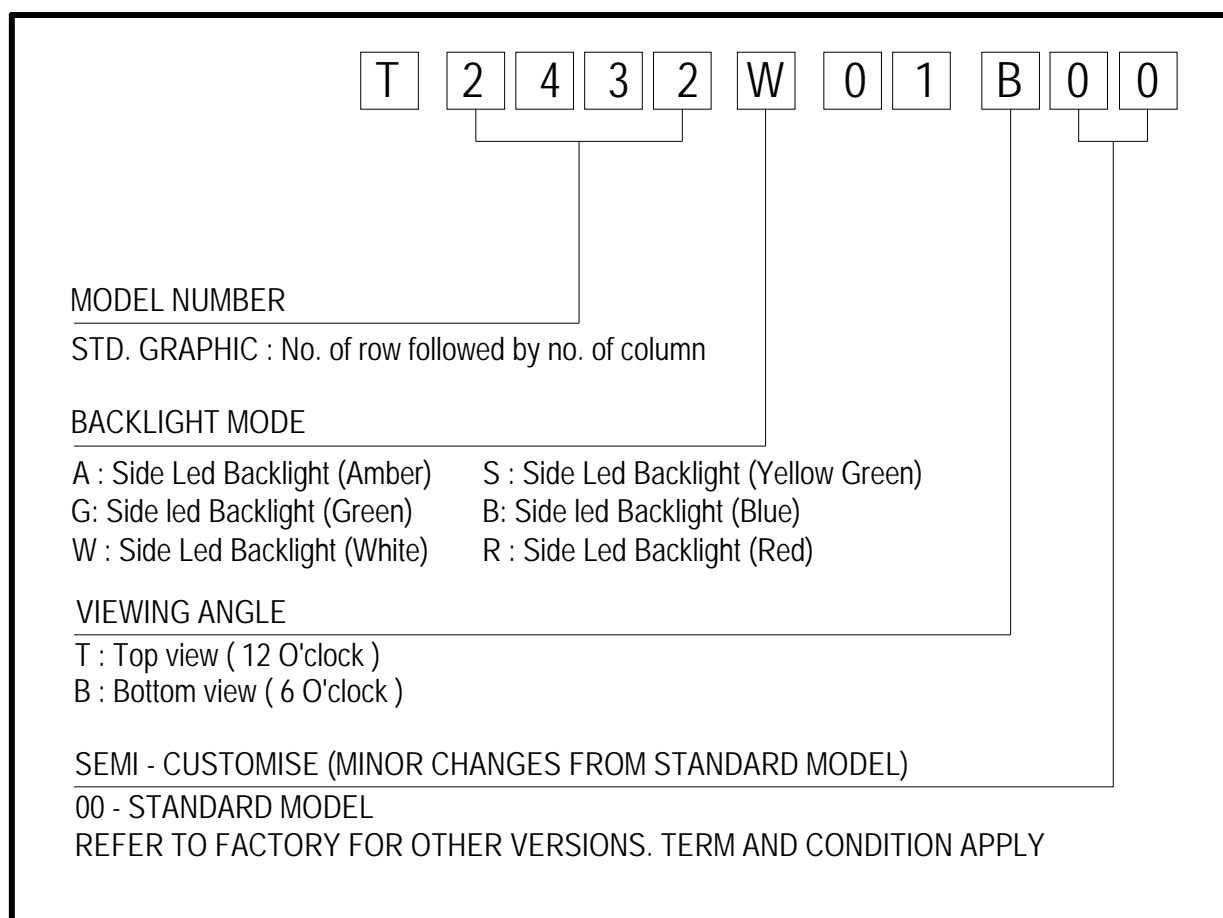 T 2 4 3 2 W 0 1 B 0 0
MODEL NUMBER
STD. GRAPHIC : No. of row followed by no. of column
BACKLIGHT MODE
A : Side Led Backlight (Amber) S : Side Led Backlight (Yellow Green)
G: Side led Backlight (Green) B: Side led Backlight (Blue)
W : Side Led Backlight (White) R : Side Led Backlight (Red)
VIEWING ANGLE
T : Top view ( 12 O'clock )
B : Bottom view ( 6 O'clock )
SEMI - CUSTOMISE (MINOR CHANGES FROM STANDARD MODEL)
00 - STANDARD MODEL
REFER TO FACTORY FOR OTHER VERSIONS. TERM AND CONDITION APPLY